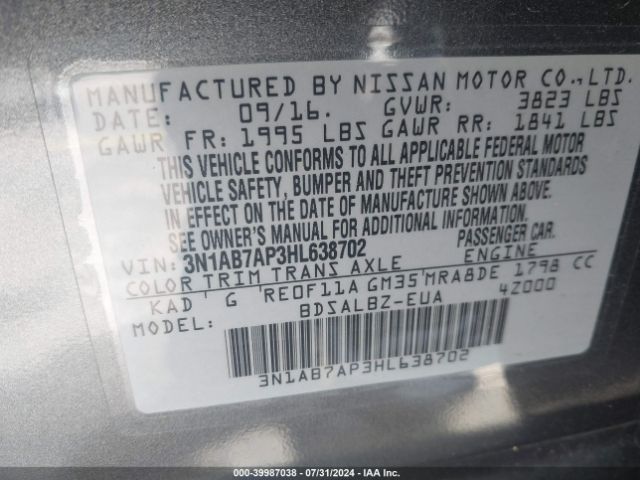 MANUFACTURED BY NISSAN MOTOR CO.,LTD.
DATE: 09/16. GVWR: 3823 LBS
GAWR FR: 1995 LBS GAWR RR: 1841 LBS
THIS VEHICLE CONFORMS TO ALL APPLICABLE FEDERAL MOTOR
VEHICLE SAFETY, BUMPER AND THEFT PREVENTION STANDARDS
IN EFFECT ON THE DATE OF MANUFACTURE SHOWN ABOVE.
SEE OWNER'S MANUAL FOR ADDITIONAL INFORMATION.
VIN: 3N1AB7AP3HL638702 PASSENGER CAR.
COLOR TRIM TRANS AXLE ENGINE
KAD G RE0F11A GM35 MRA8DE 1798 CC
MODEL: BDSALBZ-EUA 4Z000
3N1AB7AP3HL638702
000-39987038 - 07/31/2024 - IAA Inc.